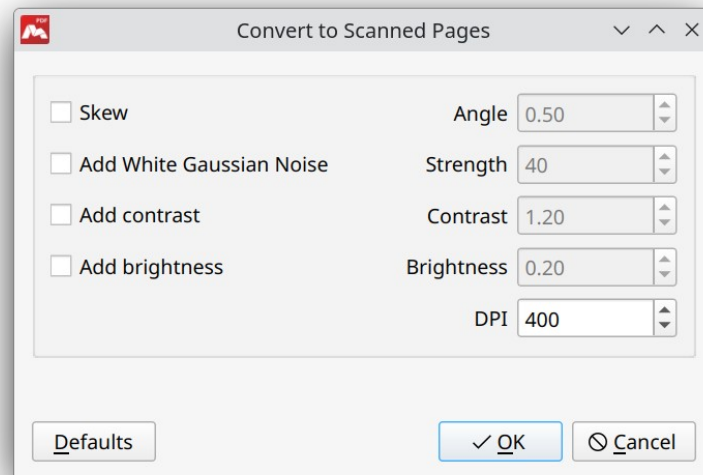 PDF
Convert to Scanned Pages
Skew Angle 0.50
Add White Gaussian Noise Strength 40
Add contrast Contrast 1.20
Add brightness Brightness 0.20
DPI 400
Defaults OK Cancel